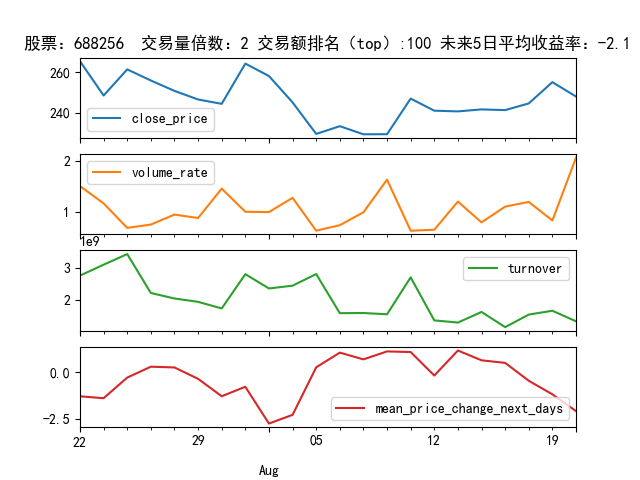 股票：688256  交易量倍数：2 交易额排名（top）:100 未来5日平均收益率：-2.1
260
240
close_price
2
1
volume_rate
1e9
3
2
turnover
0.0
-2.5
mean_price_change_next_days
22
29
05
12
19
Aug